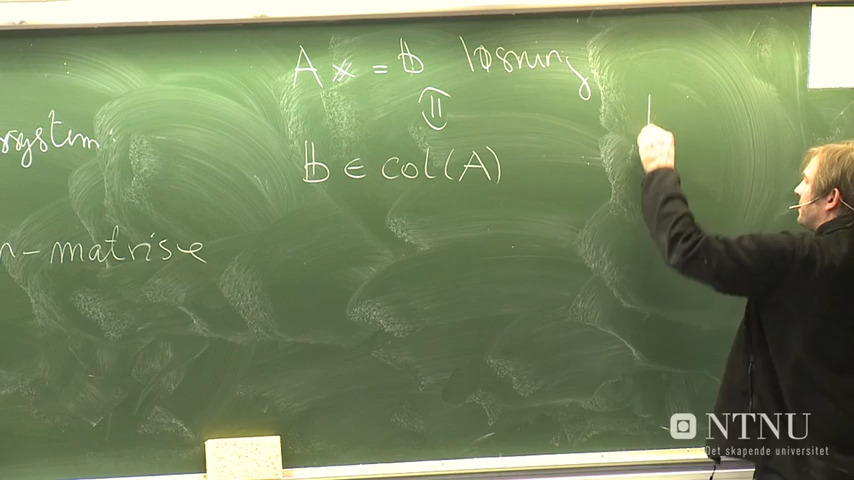 A𝕩 = 𝕓 løsning
⇕
system:
𝕓 ∈ col(A)
n-matrise
NTNU
Det skapende universitet